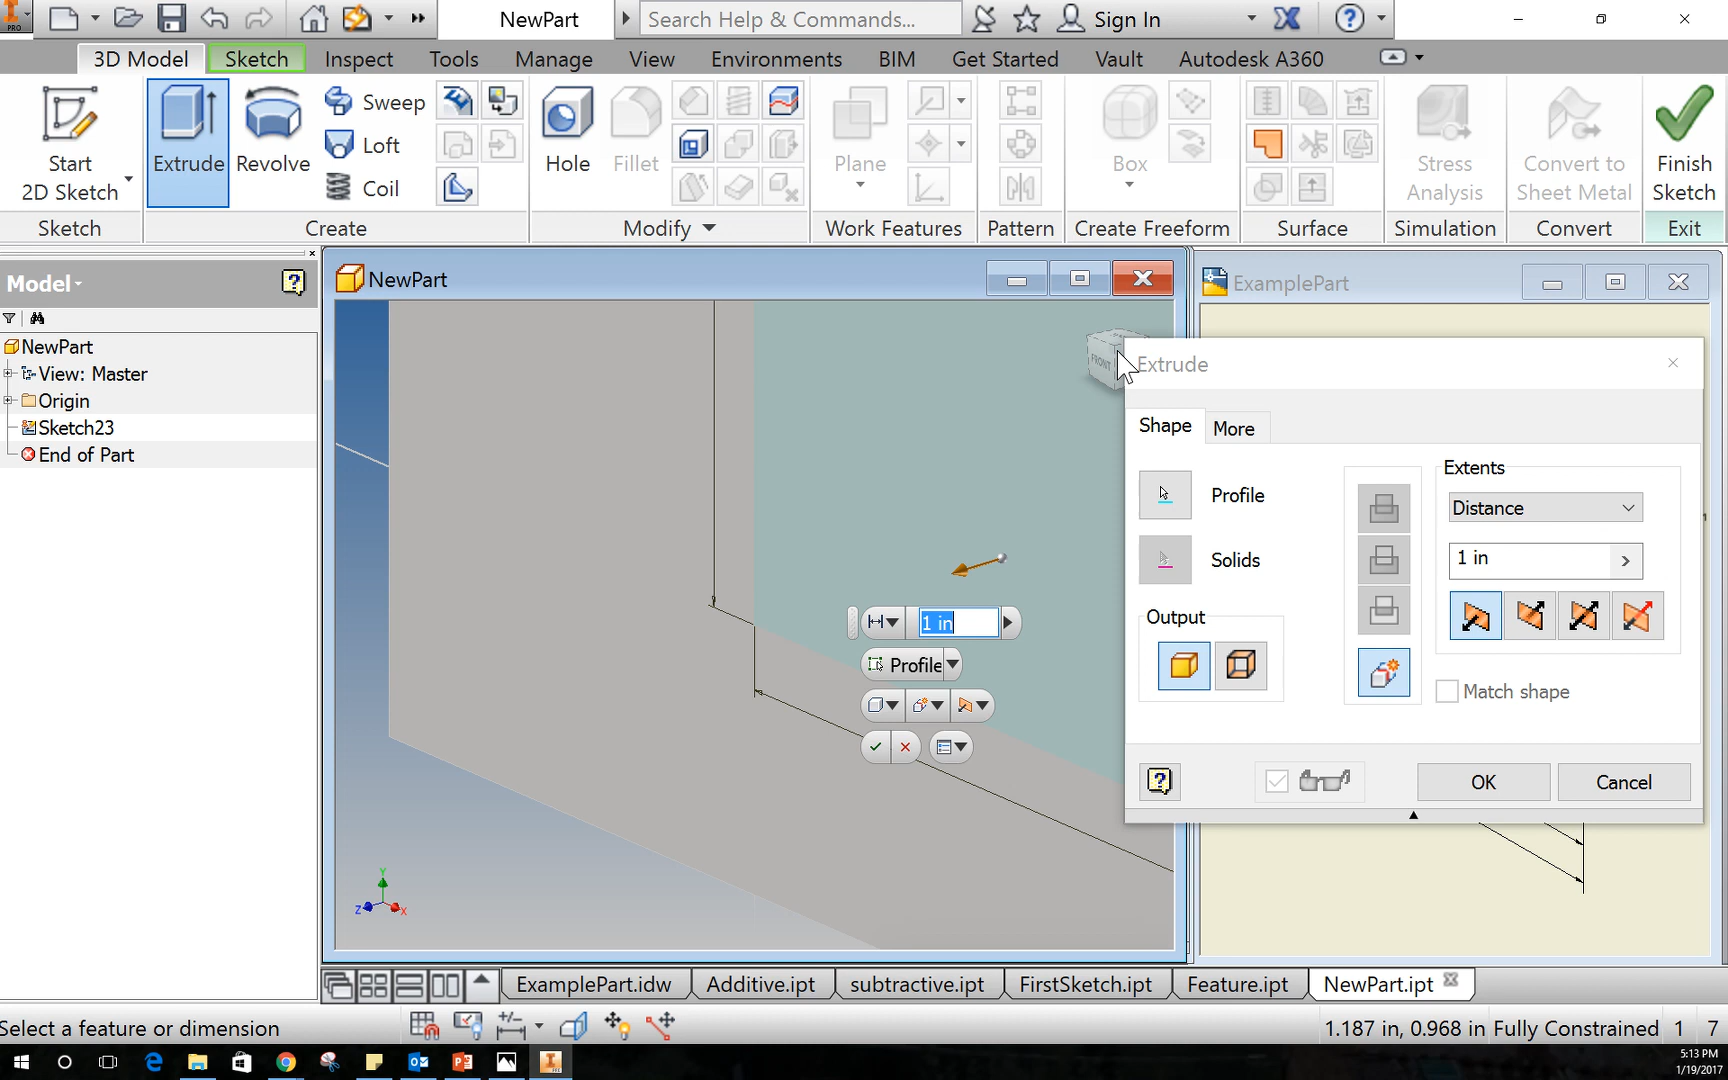 PRO
NewPart
Search Help & Commands...
Sign In
3D Model Sketch Inspect Tools Manage View Environments BIM Get Started Vault Autodesk A360
Start
2D Sketch
Extrude
Revolve
Sweep
Loft
Coil
Hole
Fillet
Plane
Box
Stress
Analysis
Convert to
Sheet Metal
Finish
Sketch
Sketch Create Modify Work Features Pattern Create Freeform Surface Simulation Convert Exit
Model
NewPart
View: Master
Origin
Sketch23
End of Part
NewPart
ExamplePart
FRONT
1 in
Profile
Y
Z
X
Extrude
Shape More
Profile
Solids
Output
Extents
Distance
1 in
Match shape
OK Cancel
ExamplePart.idw Additive.ipt subtractive.ipt FirstSketch.ipt Feature.ipt NewPart.ipt
Select a feature or dimension
1.187 in, 0.968 in Fully Constrained 1 7
5:13 PM
1/19/2017